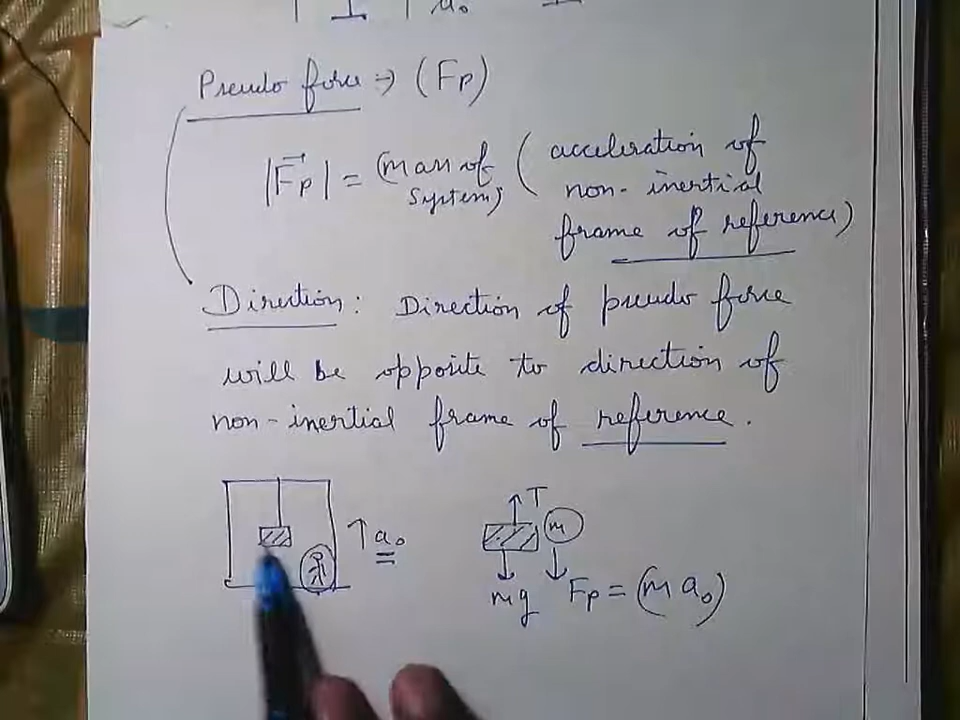 Pseudo force :→ (Fp)
|F⃗p| = (mass of system) (acceleration of non-inertial frame of reference)
Direction : Direction of pseudo force
will be opposite to direction of
non-inertial frame of reference.
↑ a₀
T
m
mg
Fp = (m a₀)